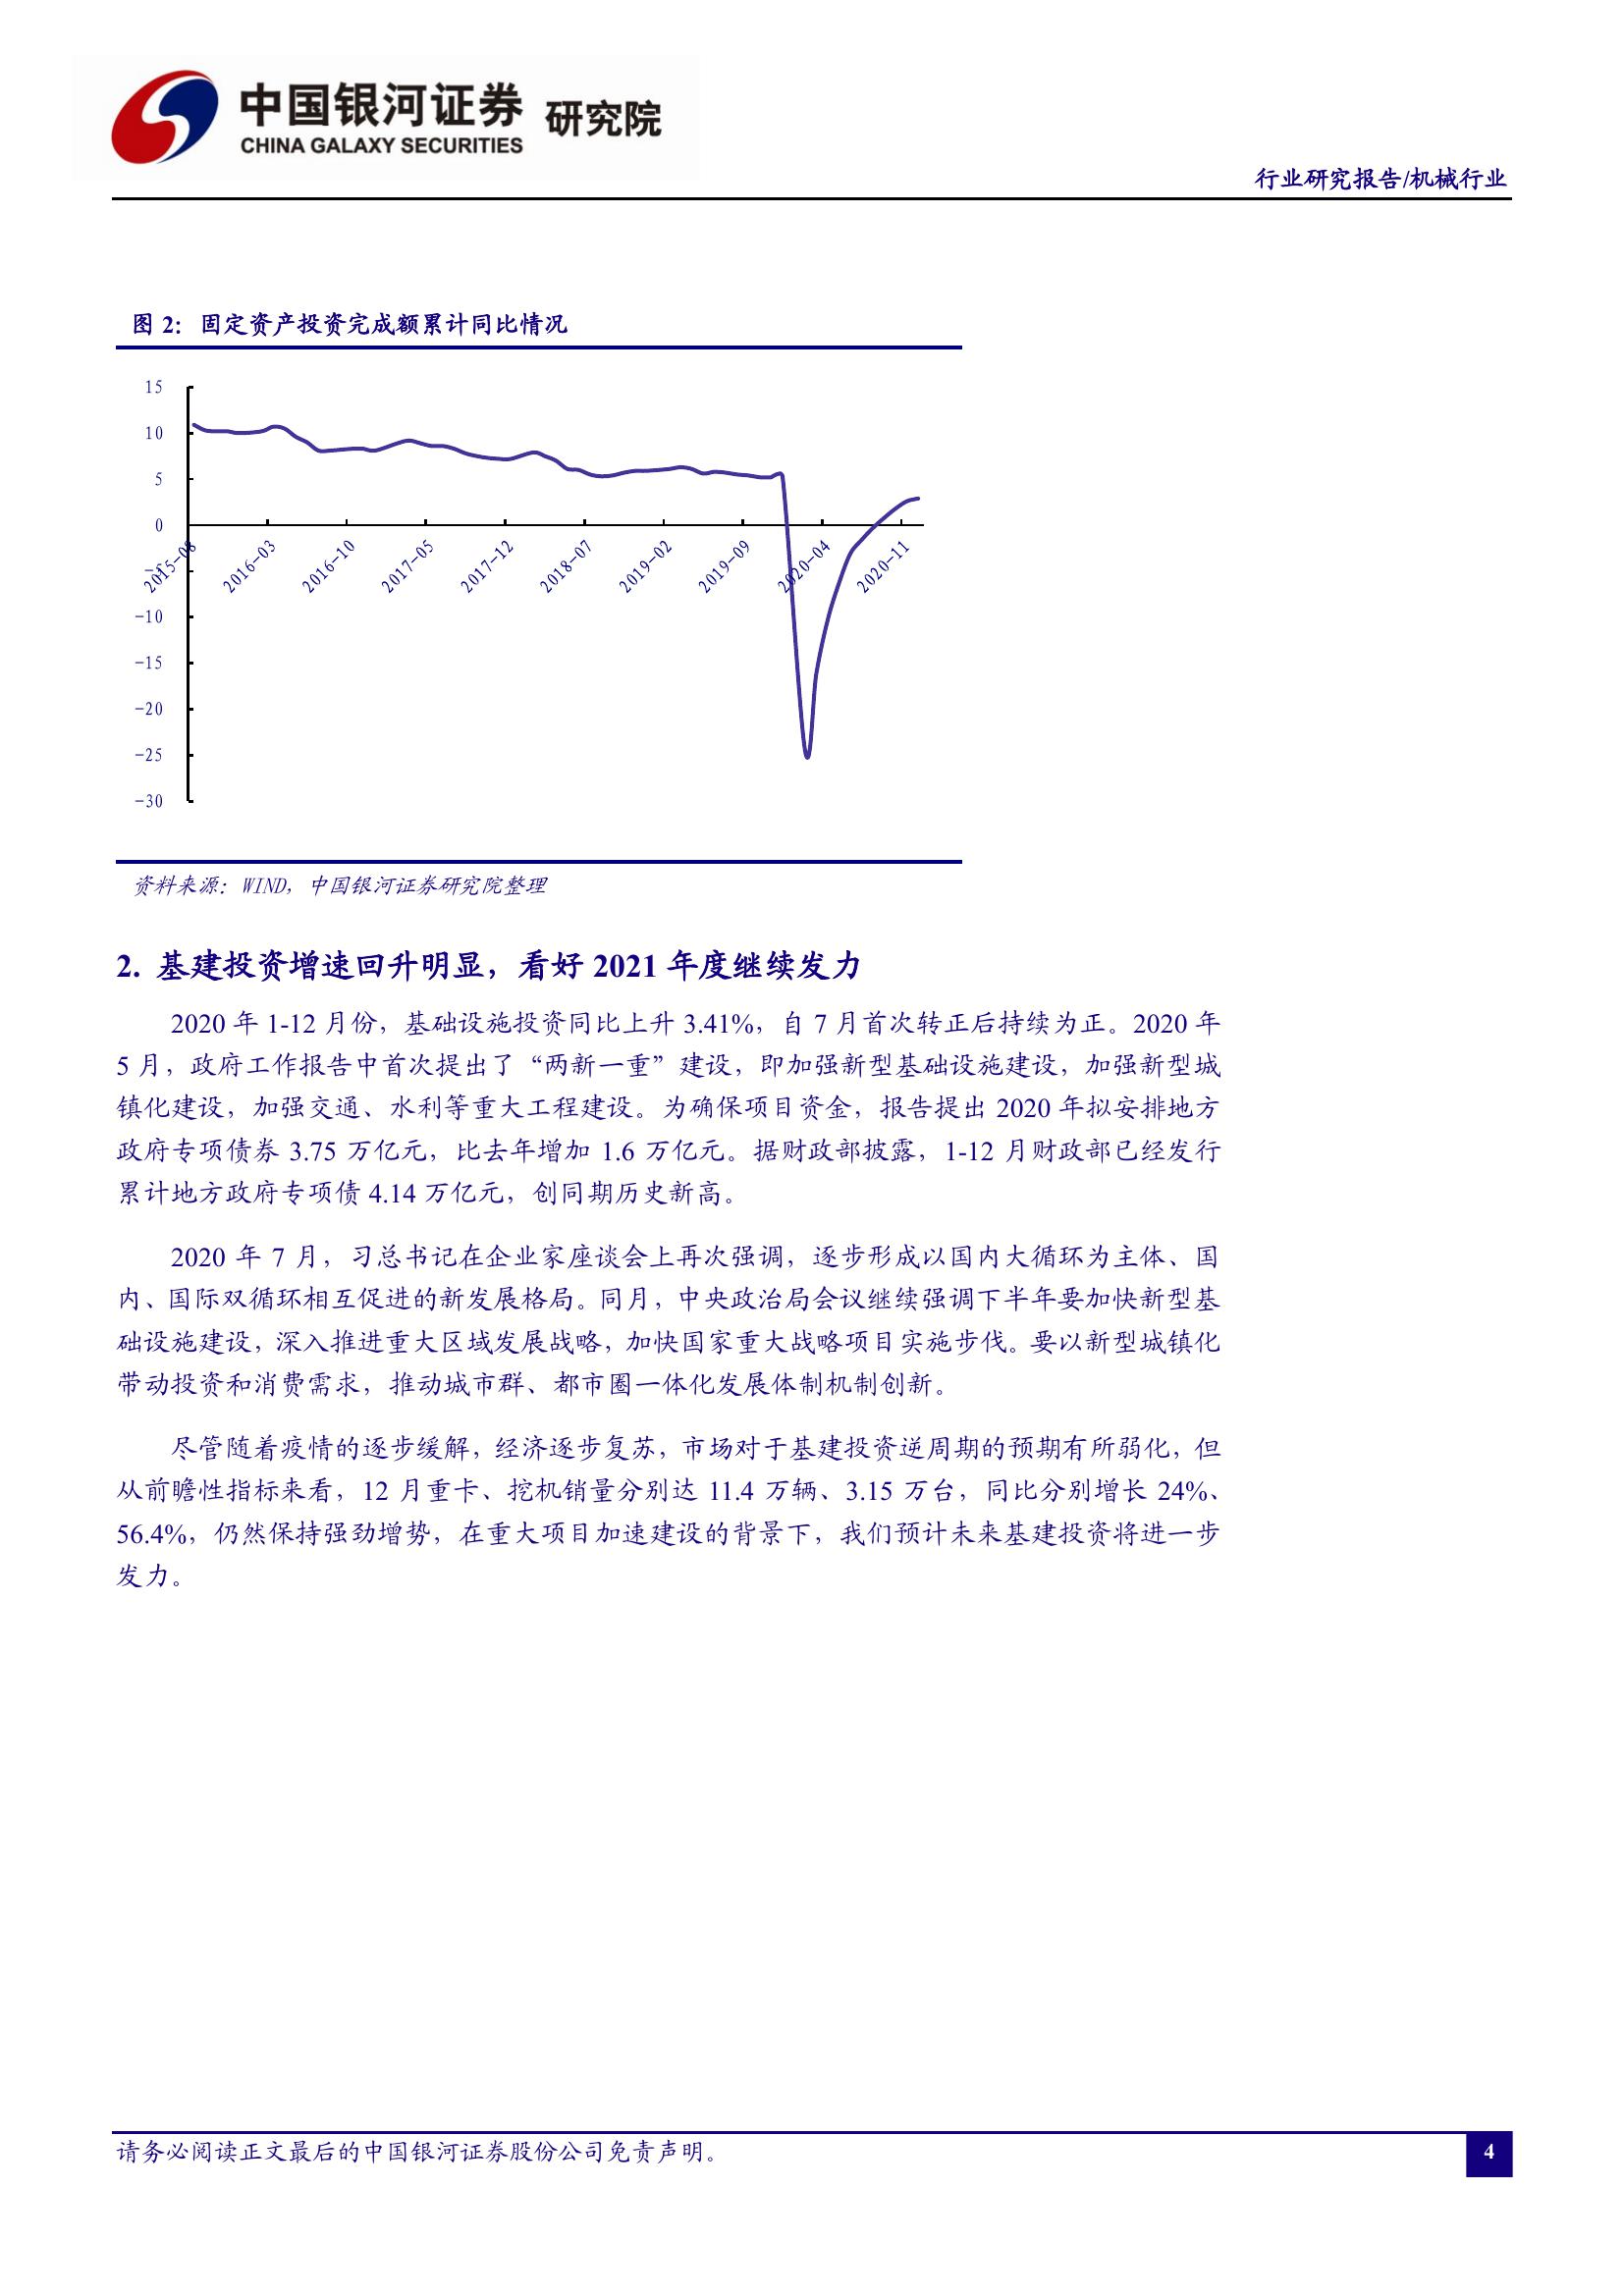 中国银河证券 研究院
CHINA GALAXY SECURITIES
行业研究报告/机械行业
图 2：固定资产投资完成额累计同比情况
15
10
5
0
-5
-10
-15
-20
-25
-30
2015-08
2016-03
2016-10
2017-05
2017-12
2018-07
2019-02
2019-09
2020-04
2020-11
资料来源：WIND，中国银河证券研究院整理
2. 基建投资增速回升明显，看好 2021 年度继续发力
2020 年 1-12 月份，基础设施投资同比上升 3.41%，自 7 月首次转正后持续为正。2020 年
5 月，政府工作报告中首次提出了“两新一重”建设，即加强新型基础设施建设，加强新型城
镇化建设，加强交通、水利等重大工程建设。为确保项目资金，报告提出 2020 年拟安排地方
政府专项债券 3.75 万亿元，比去年增加 1.6 万亿元。据财政部披露，1-12 月财政部已经发行
累计地方政府专项债 4.14 万亿元，创同期历史新高。
2020 年 7 月，习总书记在企业家座谈会上再次强调，逐步形成以国内大循环为主体、国
内、国际双循环相互促进的新发展格局。同月，中央政治局会议继续强调下半年要加快新型基
础设施建设，深入推进重大区域发展战略，加快国家重大战略项目实施步伐。要以新型城镇化
带动投资和消费需求，推动城市群、都市圈一体化发展体制机制创新。
尽管随着疫情的逐步缓解，经济逐步复苏，市场对于基建投资逆周期的预期有所弱化，但
从前瞻性指标来看，12 月重卡、挖机销量分别达 11.4 万辆、3.15 万台，同比分别增长 24%、
56.4%，仍然保持强劲增势，在重大项目加速建设的背景下，我们预计未来基建投资将进一步
发力。
请务必阅读正文最后的中国银河证券股份公司免责声明。
4